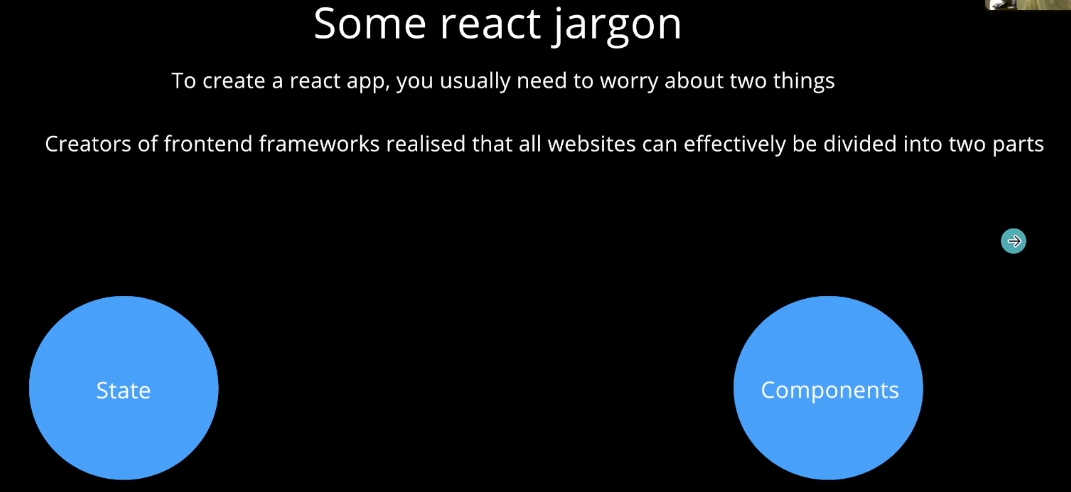 Some react jargon
To create a react app, you usually need to worry about two things
Creators of frontend frameworks realised that all websites can effectively be divided into two parts
State
Components